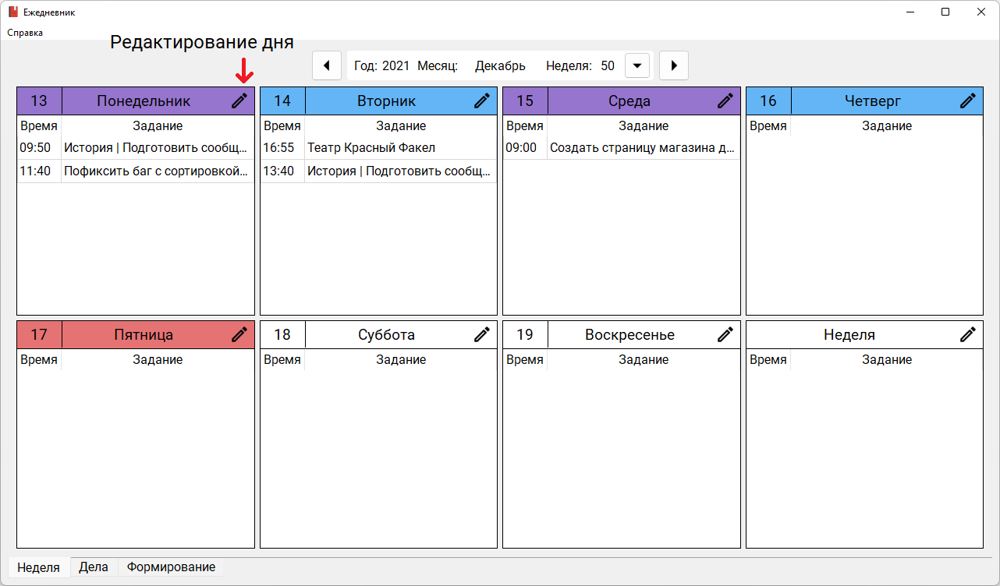 Ежедневник
Справка
Редактирование дня
Год: 2021 Месяц: Декабрь Неделя: 50
13 Понедельник
Время Задание
09:50 История | Подготовить сообщ...
11:40 Пофиксить баг с сортировкой...
14 Вторник
Время Задание
16:55 Театр Красный Факел
13:40 История | Подготовить сообщ...
15 Среда
Время Задание
09:00 Создать страницу магазина д...
16 Четверг
Время Задание
17 Пятница
Время Задание
18 Суббота
Время Задание
19 Воскресенье
Время Задание
Неделя
Время Задание
Неделя Дела Формирование